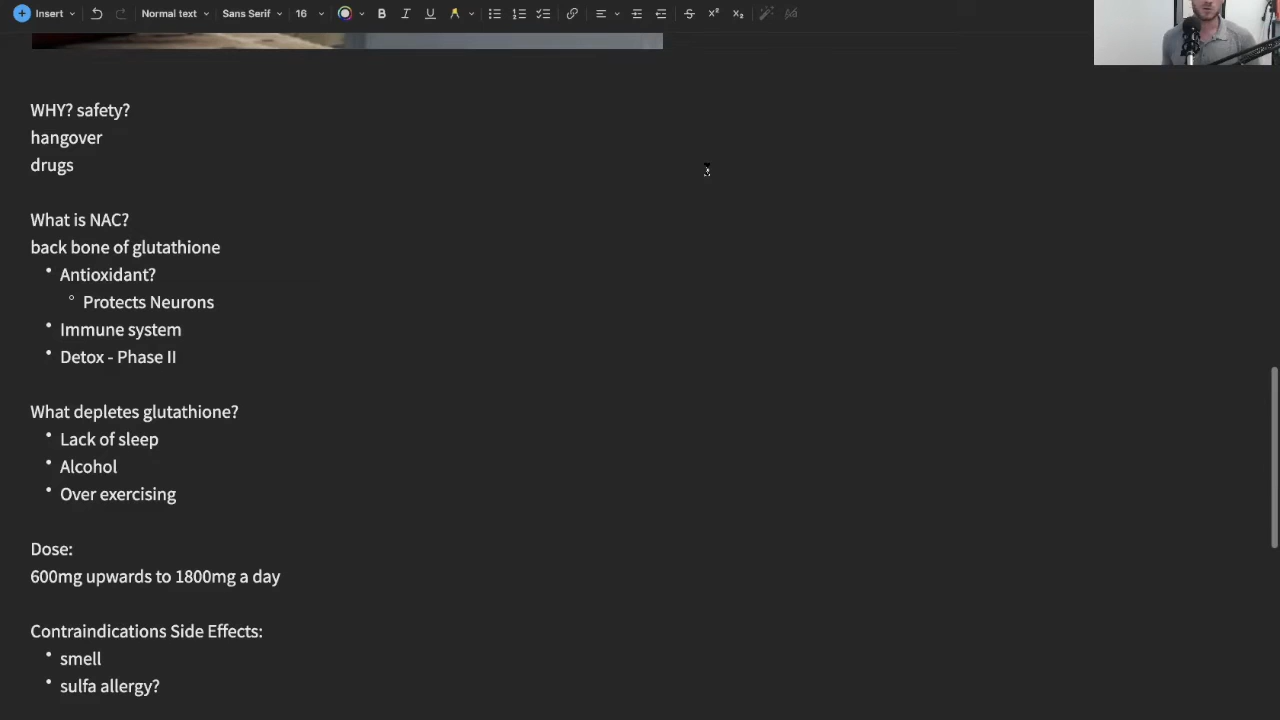 Insert Normal text Sans Serif 16 B I U S X² X₂
WHY? safety?
hangover
drugs
What is NAC?
back bone of glutathione
Antioxidant?
Protects Neurons
Immune system
Detox - Phase II
What depletes glutathione?
Lack of sleep
Alcohol
Over exercising
Dose:
600mg upwards to 1800mg a day
Contraindications Side Effects:
smell
sulfa allergy?